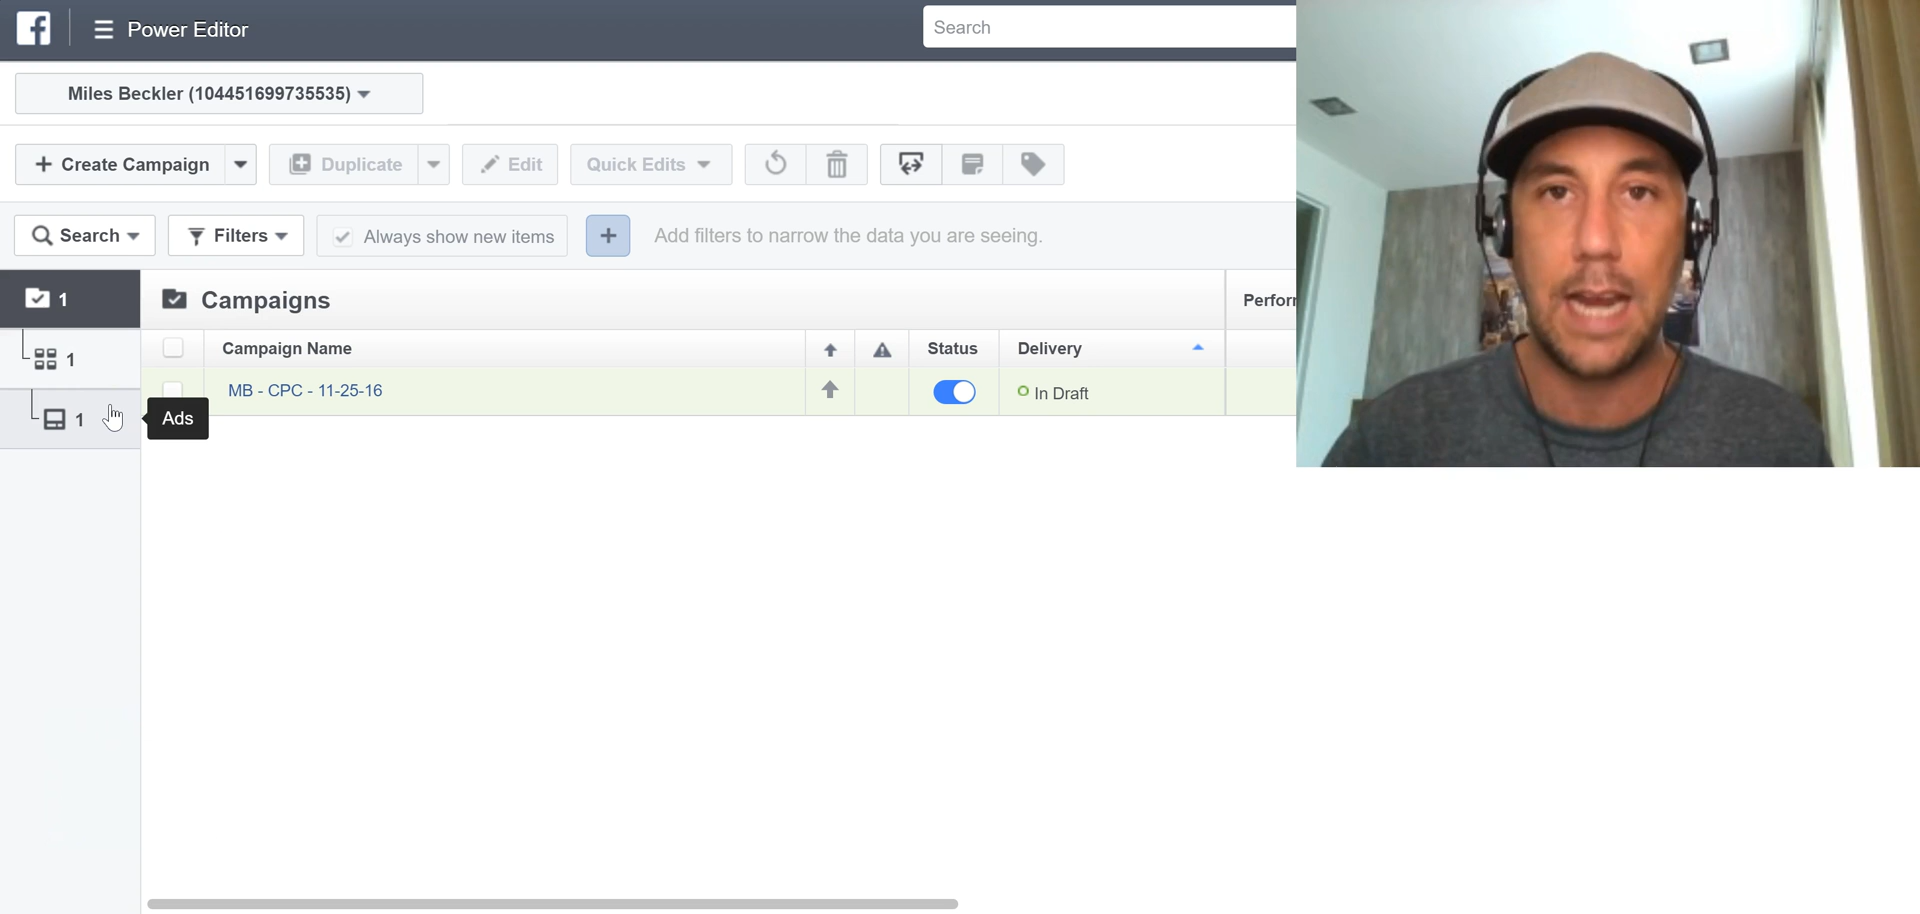 Power Editor
Search
Miles Beckler (104451699735535)
Create Campaign
Duplicate
Edit
Quick Edits
Search
Filters
Always show new items
Add filters to narrow the data you are seeing.
1
Campaigns
Perfor
1
Campaign Name
Status
Delivery
MB - CPC - 11-25-16
In Draft
1
Ads